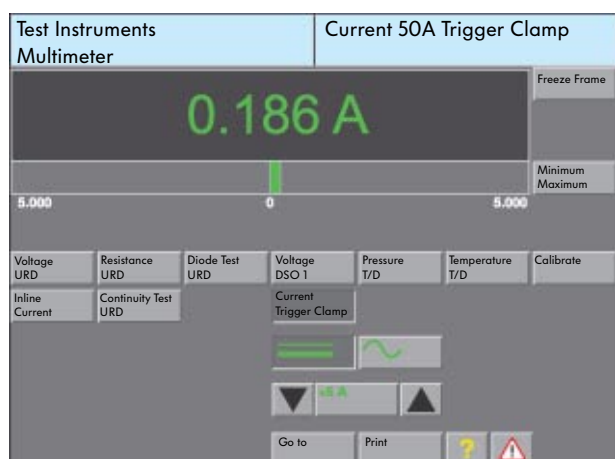 Test Instruments
Multimeter
Current 50A Trigger Clamp
0.186 A
Freeze Frame
Minimum
Maximum
5.000
0
5.000
Voltage
URD
Resistance
URD
Diode Test
URD
Voltage
DSO 1
Pressure
T/D
Temperature
T/D
Calibrate
Inline
Current
Continuity Test
URD
Current
Trigger Clamp
±5 A
Go to
Print
?